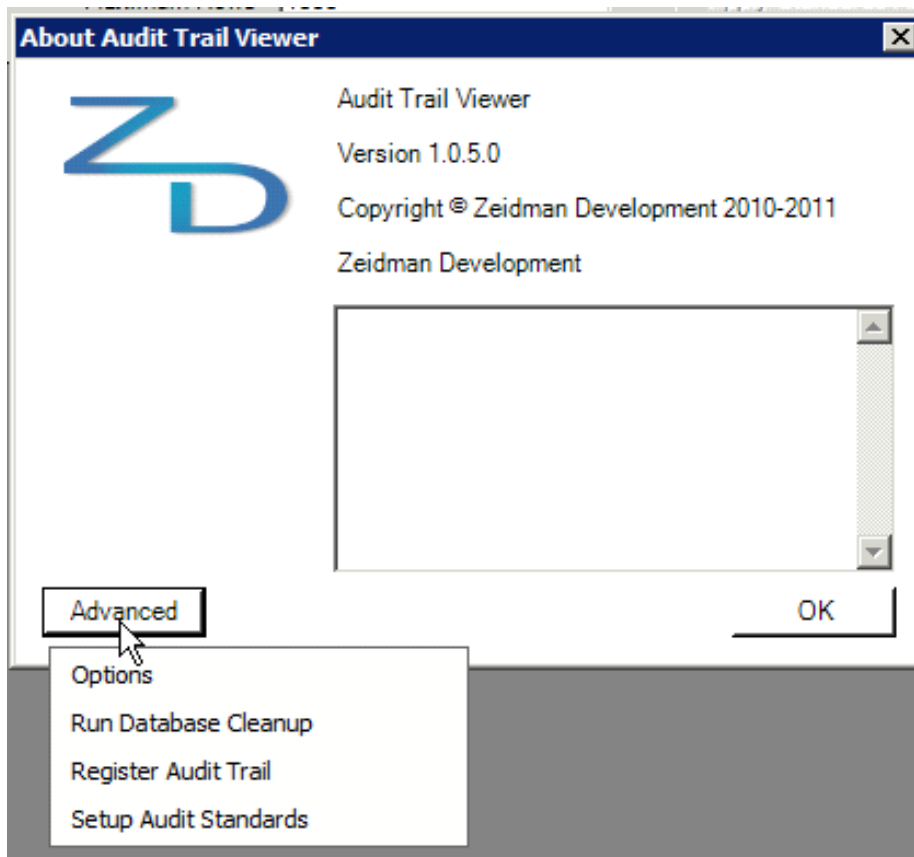 About Audit Trail Viewer
ZD
Audit Trail Viewer
Version 1.0.5.0
Copyright © Zeidman Development 2010-2011
Zeidman Development
Advanced
OK
Options
Run Database Cleanup
Register Audit Trail
Setup Audit Standards